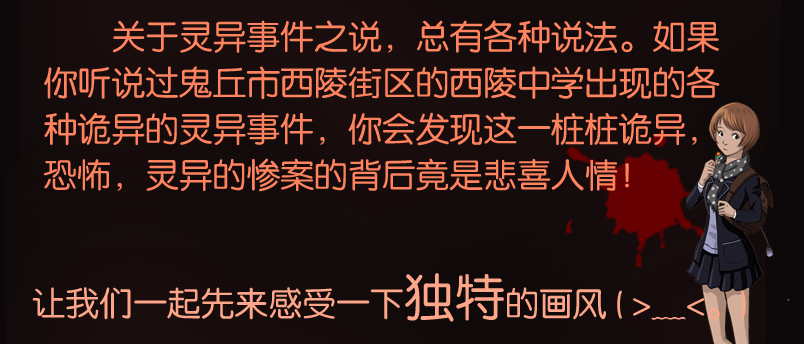 关于灵异事件之说，总有各种说法。如果
你听说过鬼丘市西陵街区的西陵中学出现的各
种诡异的灵异事件，你会发现这一桩桩诡异，
恐怖，灵异的惨案的背后竟是悲喜人情！
让我们一起先来感受一下独特的画风(>﹏<